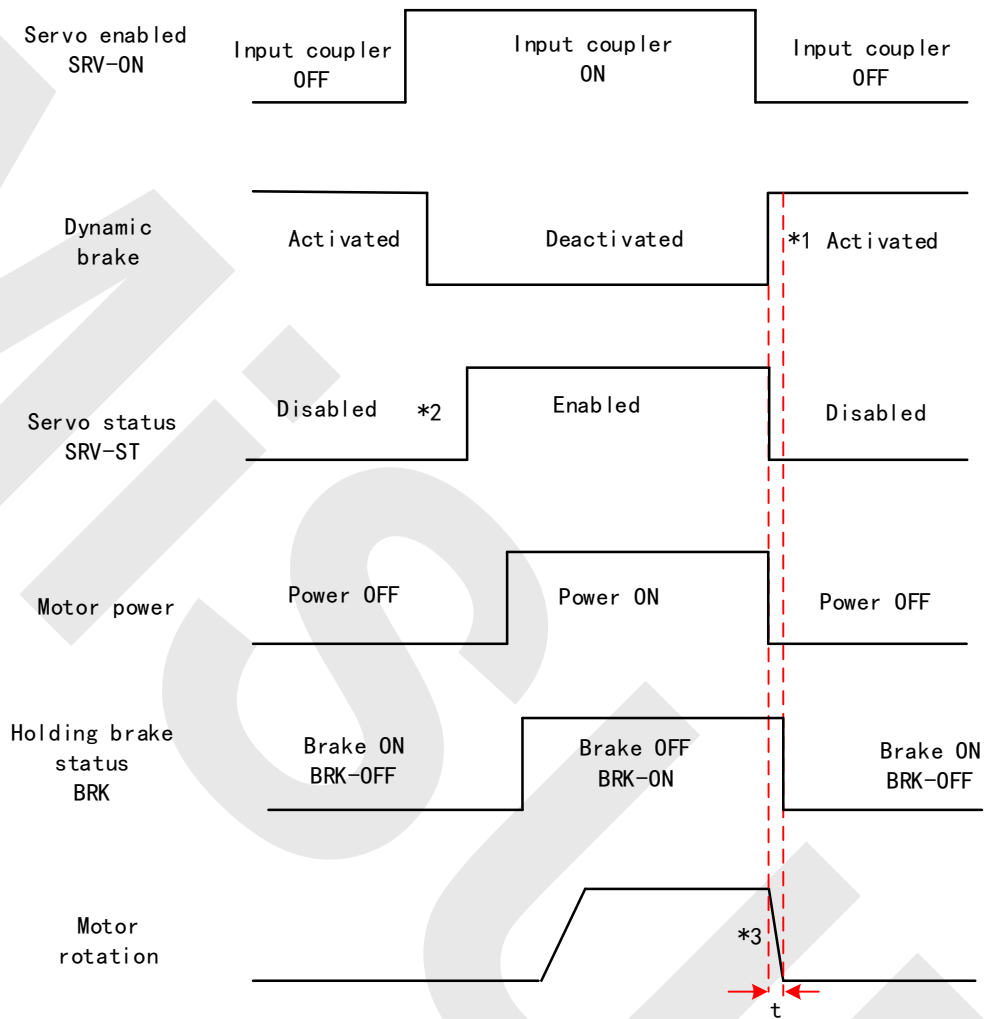 Servo enabled
SRV-ON
Input coupler
OFF
Input coupler
ON
Input coupler
OFF
Dynamic
brake
Activated
Deactivated
*1 Activated
Servo status
SRV-ST
Disabled *2
Enabled
Disabled
Motor power
Power OFF
Power ON
Power OFF
Holding brake
status
BRK
Brake ON
BRK-OFF
Brake OFF
BRK-ON
Brake ON
BRK-OFF
Motor
rotation
*3
t